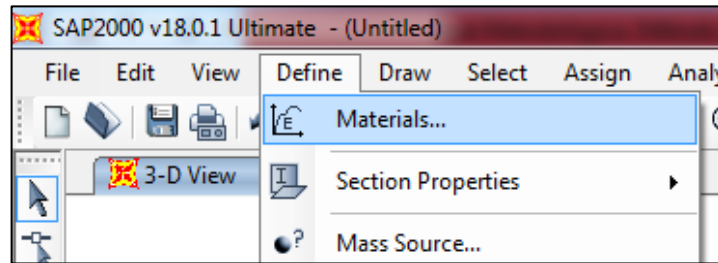 SAP2000 v18.0.1 Ultimate - (Untitled)
File Edit View Define Draw Select Assign
Materials...
3-D View
Section Properties
Mass Source...